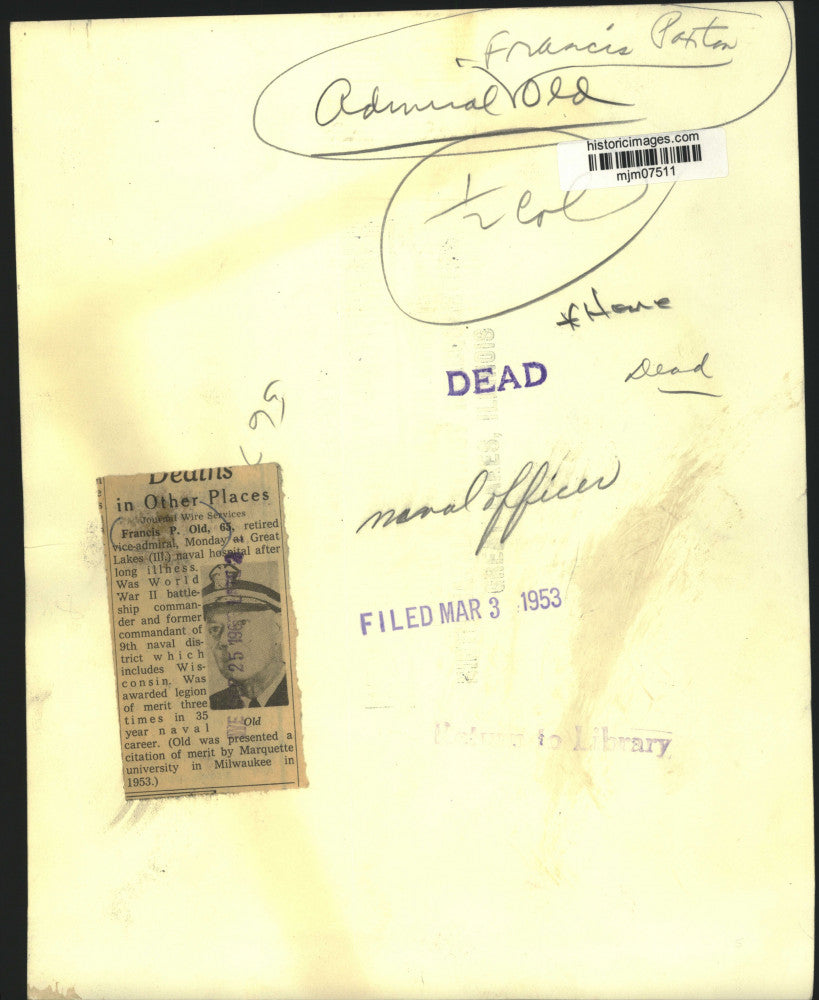 Francis Paxton
Admiral Old
historicimages.com
mjm07511
1/2 Col
*Have
DEAD
Dead
naval officer
FILED MAR 3 1953
Return to Library
Deaths
in Other Places
Journal Wire Services
Francis P. Old, 65, retired
vice-admiral, Monday at Great
Lakes (Ill.) naval hospital after
long illness.
Was World
War II battle-
ship comman-
der and former
commandant of
9th naval dis-
trict which
includes Wis-
consin. Was
awarded legion
of merit three
times in 35
year naval
career. (Old was presented a
citation of merit by Marquette
university in Milwaukee in
1953.)
Old